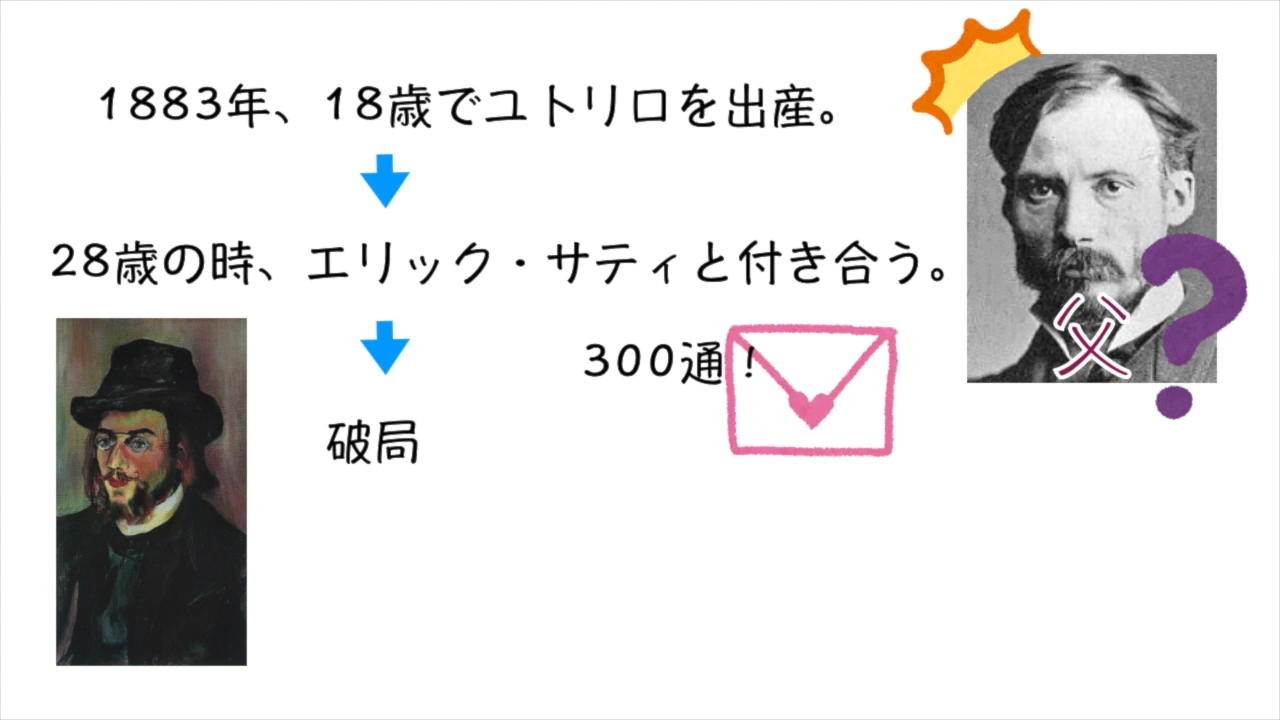 1883年、18歳でユトリロを出産。
28歳の時、エリック・サティと付き合う。
父
300通！
破局